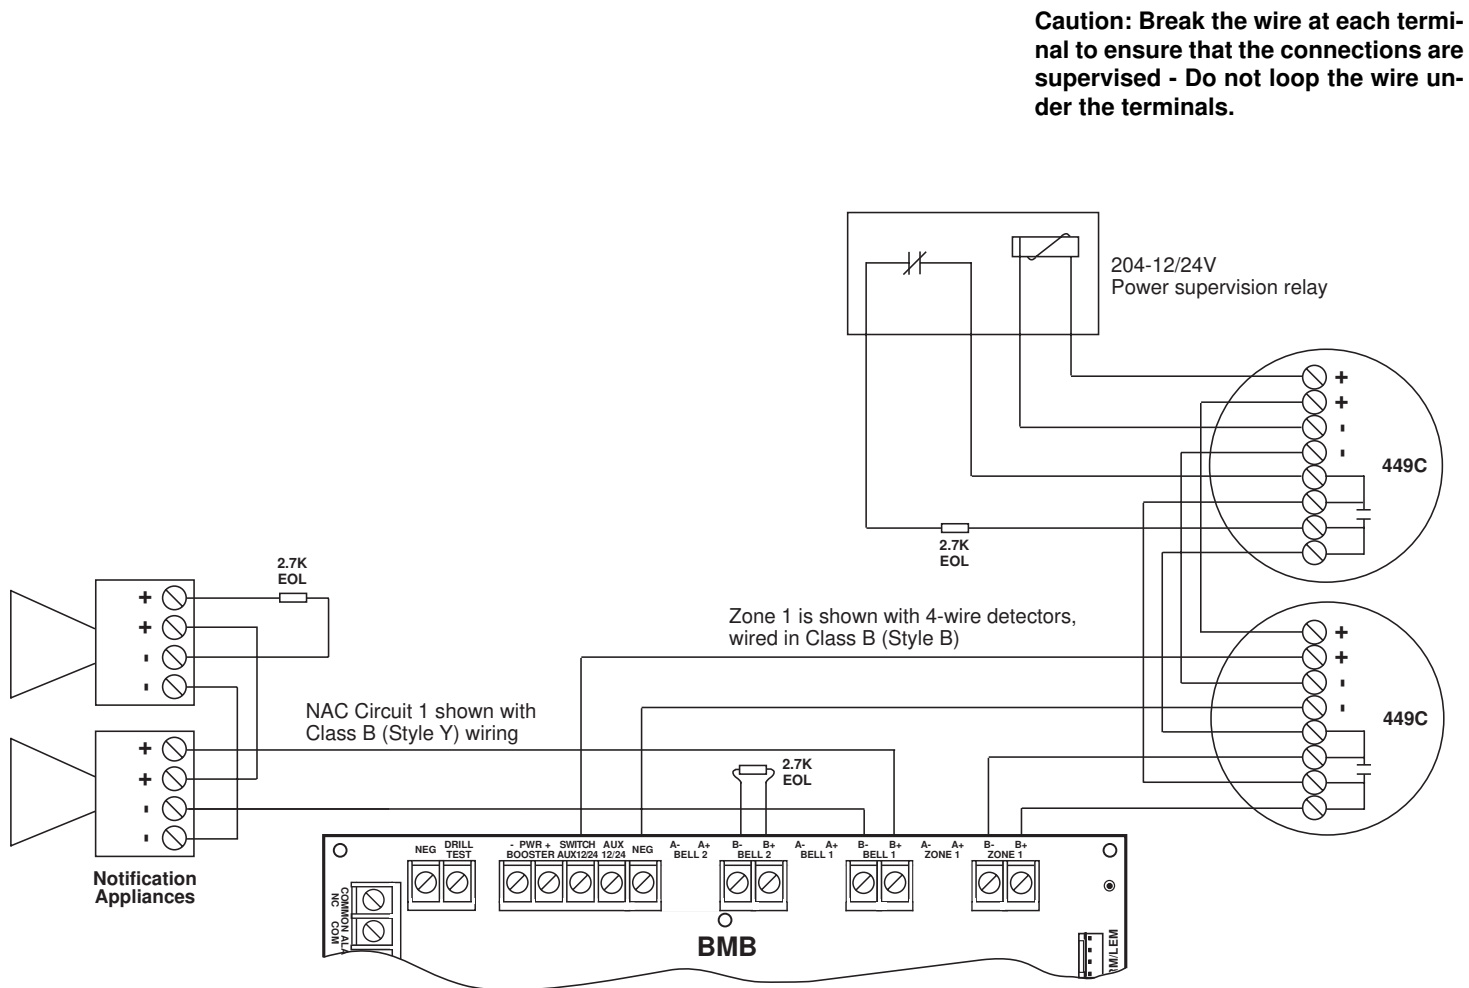 Caution: Break the wire at each termi-
nal to ensure that the connections are
supervised - Do not loop the wire un-
der the terminals.
204-12/24V
Power supervision relay
+
+
-
-
449C
2.7K
EOL
2.7K
EOL
+
+
-
-
Zone 1 is shown with 4-wire detectors,
wired in Class B (Style B)
+
+
-
-
449C
NAC Circuit 1 shown with
Class B (Style Y) wiring
+
+
-
-
2.7K
EOL
Notification
Appliances
NEG
DRILL
TEST
- PWR +
BOOSTER
SWITCH
AUX12/24
AUX
12/24
NEG
A- A+
BELL 2
B- B+
BELL 2
A- A+
BELL 1
B- B+
BELL 1
A- A+
ZONE 1
B- B+
ZONE 1
COMMON ALA
NC COM
BMB
RM/LEM